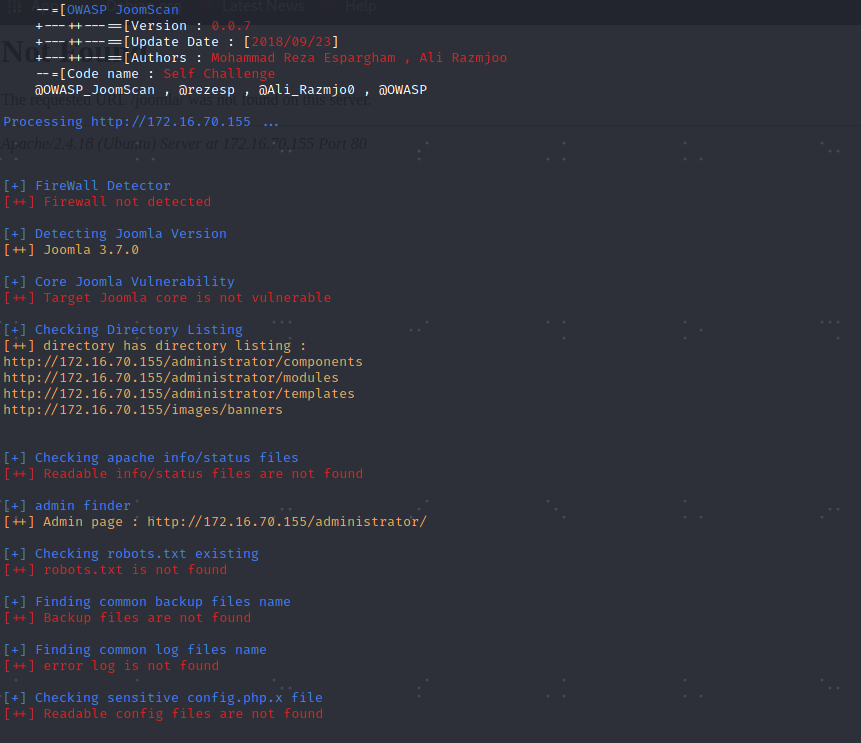 Latest News Help
--=[OWASP JoomScan
+---++---==[Version : 0.0.7
+---++---==[Update Date : [2018/09/23]
+---++---==[Authors : Mohammad Reza Espargham , Ali Razmjoo
--=[Code name : Self Challenge
@OWASP_JoomScan , @rezesp , @Ali_Razmjo0 , @OWASP
Not Found
The requested URL /joomla/ was not found on this server.
Processing http://172.16.70.155 ...
Apache/2.4.18 (Ubuntu) Server at 172.16.70.155 Port 80
[+] FireWall Detector
[++] Firewall not detected
[+] Detecting Joomla Version
[++] Joomla 3.7.0
[+] Core Joomla Vulnerability
[++] Target Joomla core is not vulnerable
[+] Checking Directory Listing
[++] directory has directory listing :
http://172.16.70.155/administrator/components
http://172.16.70.155/administrator/modules
http://172.16.70.155/administrator/templates
http://172.16.70.155/images/banners
[+] Checking apache info/status files
[++] Readable info/status files are not found
[+] admin finder
[++] Admin page : http://172.16.70.155/administrator/
[+] Checking robots.txt existing
[++] robots.txt is not found
[+] Finding common backup files name
[++] Backup files are not found
[+] Finding common log files name
[++] error log is not found
[+] Checking sensitive config.php.x file
[++] Readable config files are not found